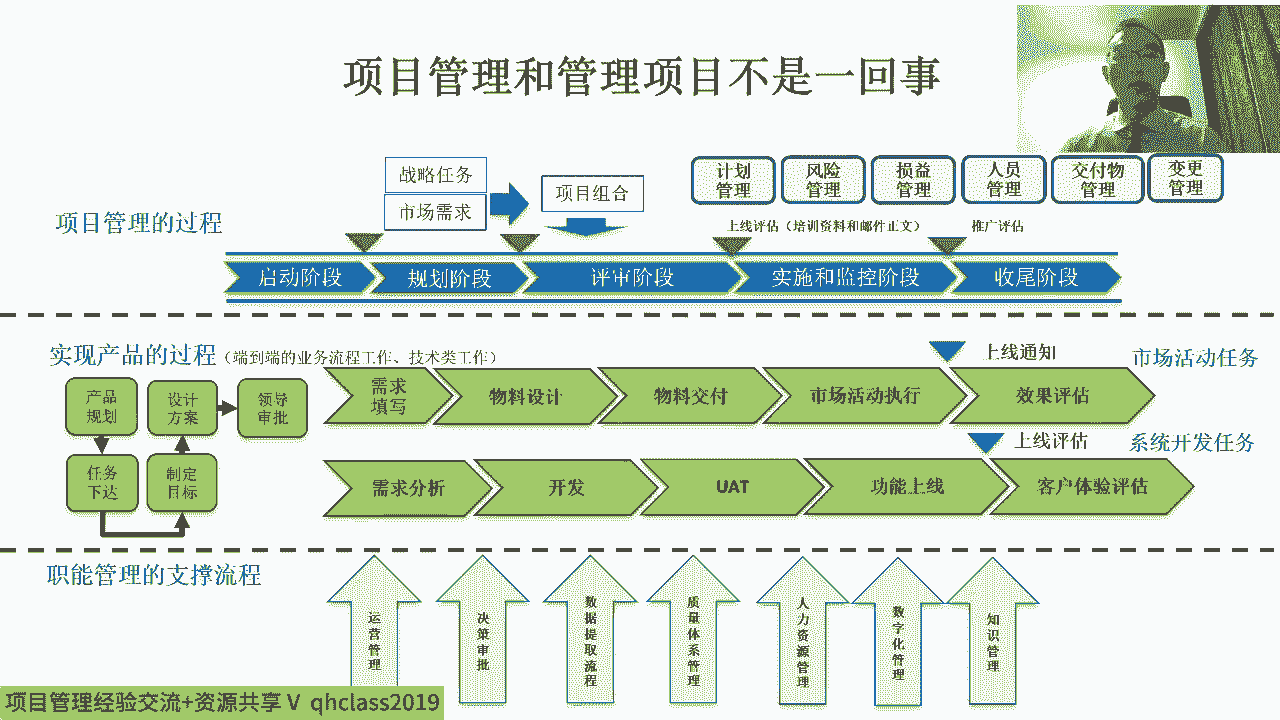 项目管理和管理项目不是一回事
战略任务
市场需求
项目组合
计划
管理
风险
管理
损益
管理
人员
管理
交付物
管理
变更
管理
项目管理的过程
上线评估（培训资料和邮件正文）
推广评估
启动阶段
规划阶段
评审阶段
实施和监控阶段
收尾阶段
实现产品的过程（端到端的业务流程工作、技术类工作）
上线通知
市场活动任务
产品
规划
设计
方案
领导
审批
任务
下达
制定
目标
需求
填写
物料设计
物料交付
市场活动执行
效果评估
上线评估
系统开发任务
需求分析
开发
UAT
功能上线
客户体验评估
职能管理的支撑流程
运营管理
决策审批
数据提取流程
质量体系管理
人力资源管理
数字化管理
知识管理
项目管理经验交流+资源共享 V qhclass2019